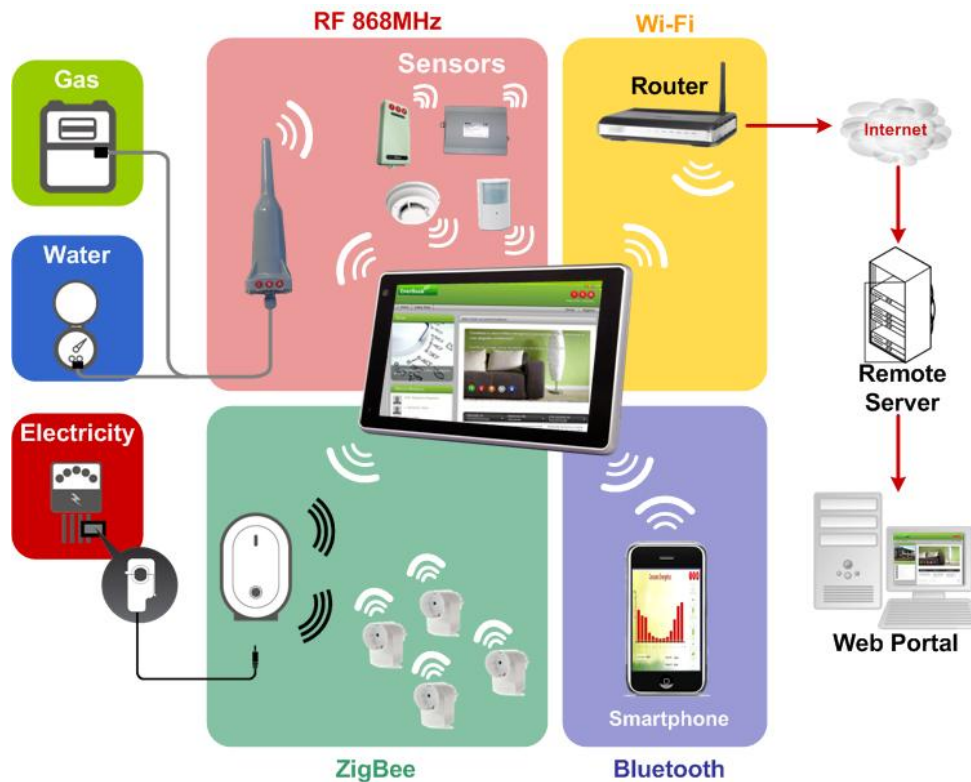 RF 868MHz
Wi-Fi
Gas
Sensors
Router
Internet
Water
Remote
Server
Electricity
Web Portal
Smartphone
ZigBee
Bluetooth